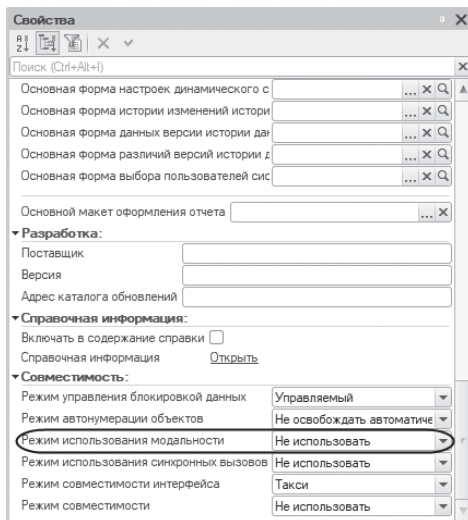 Свойства
Поиск (Ctrl+Alt+I)
Основная форма настроек динамического с
Основная форма истории изменений истори
Основная форма данных версии истории дан
Основная форма различий версий истории д
Основная форма выбора пользователей сис
Основной макет оформления отчета
Разработка:
Поставщик
Версия
Адрес каталога обновлений
Справочная информация:
Включать в содержание справки
Справочная информация Открыть
Совместимость:
Режим управления блокировкой данных Управляемый
Режим автонумерации объектов Не освобождать автоматиче
Режим использования модальности Не использовать
Режим использования синхронных вызовов Не использовать
Режим совместимости интерфейса Такси
Режим совместимости Не использовать